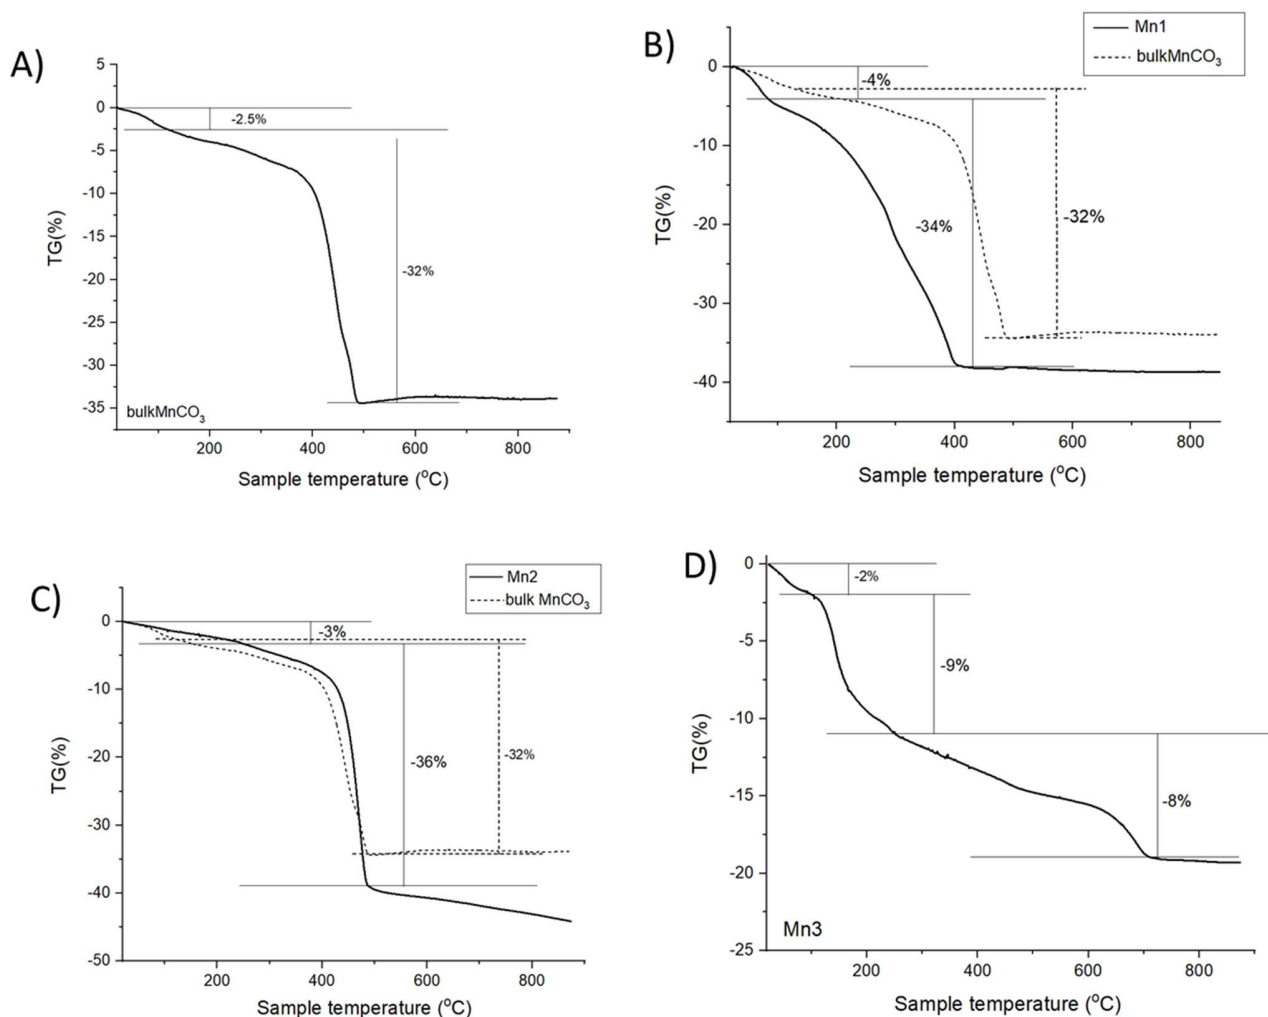 A)
5
0
-5
-10
-15
-20
-25
-30
-35
TG(%)
-2.5%
-32%
bulkMnCO₃
200
400
600
800
Sample temperature (°C)
B)
Mn1
bulkMnCO₃
0
-10
-20
-30
-40
TG(%)
-4%
-34%
-32%
200
400
600
800
Sample temperature (°C)
C)
Mn2
bulk MnCO₃
0
-10
-20
-30
-40
-50
TG(%)
-3%
-36%
-32%
200
400
600
800
Sample temperature (°C)
D)
0
-5
-10
-15
-20
-25
TG(%)
-2%
-9%
-8%
Mn3
200
400
600
800
Sample temperature (°C)